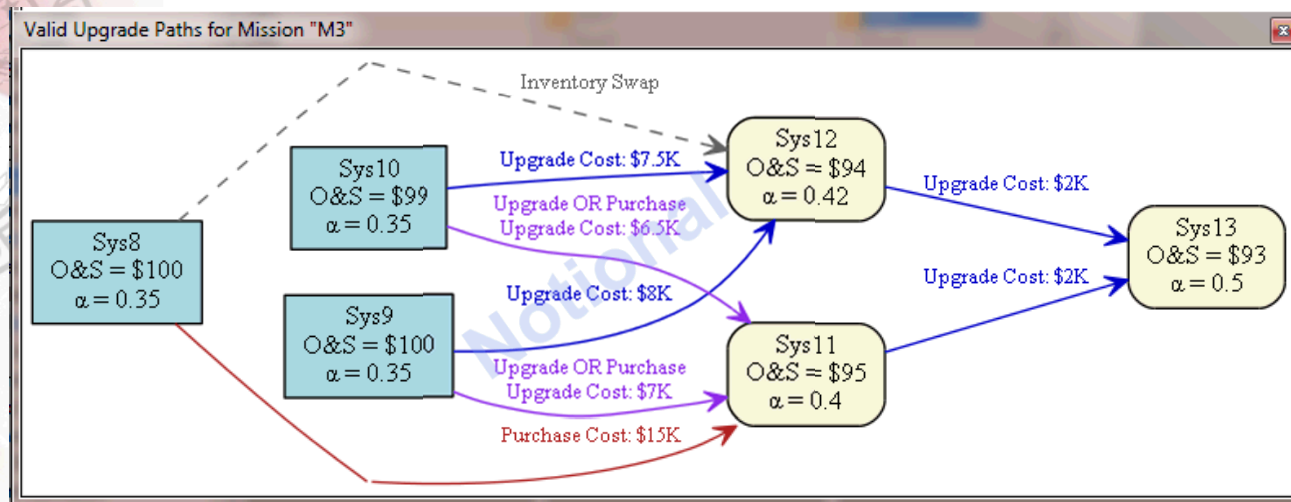 Valid Upgrade Paths for Mission "M3"
Inventory Swap
Sys12
O&S = $94
α = 0.42
Sys10
O&S = $99
α = 0.35
Upgrade Cost: $7.5K
Upgrade OR Purchase
Upgrade Cost: $6.5K
Upgrade Cost: $2K
Sys13
O&S = $93
α = 0.5
Sys8
O&S = $100
α = 0.35
Notional
Upgrade Cost: $8K
Upgrade Cost: $2K
Sys9
O&S = $100
α = 0.35
Sys11
O&S = $95
α = 0.4
Upgrade OR Purchase
Upgrade Cost: $7K
Purchase Cost: $15K